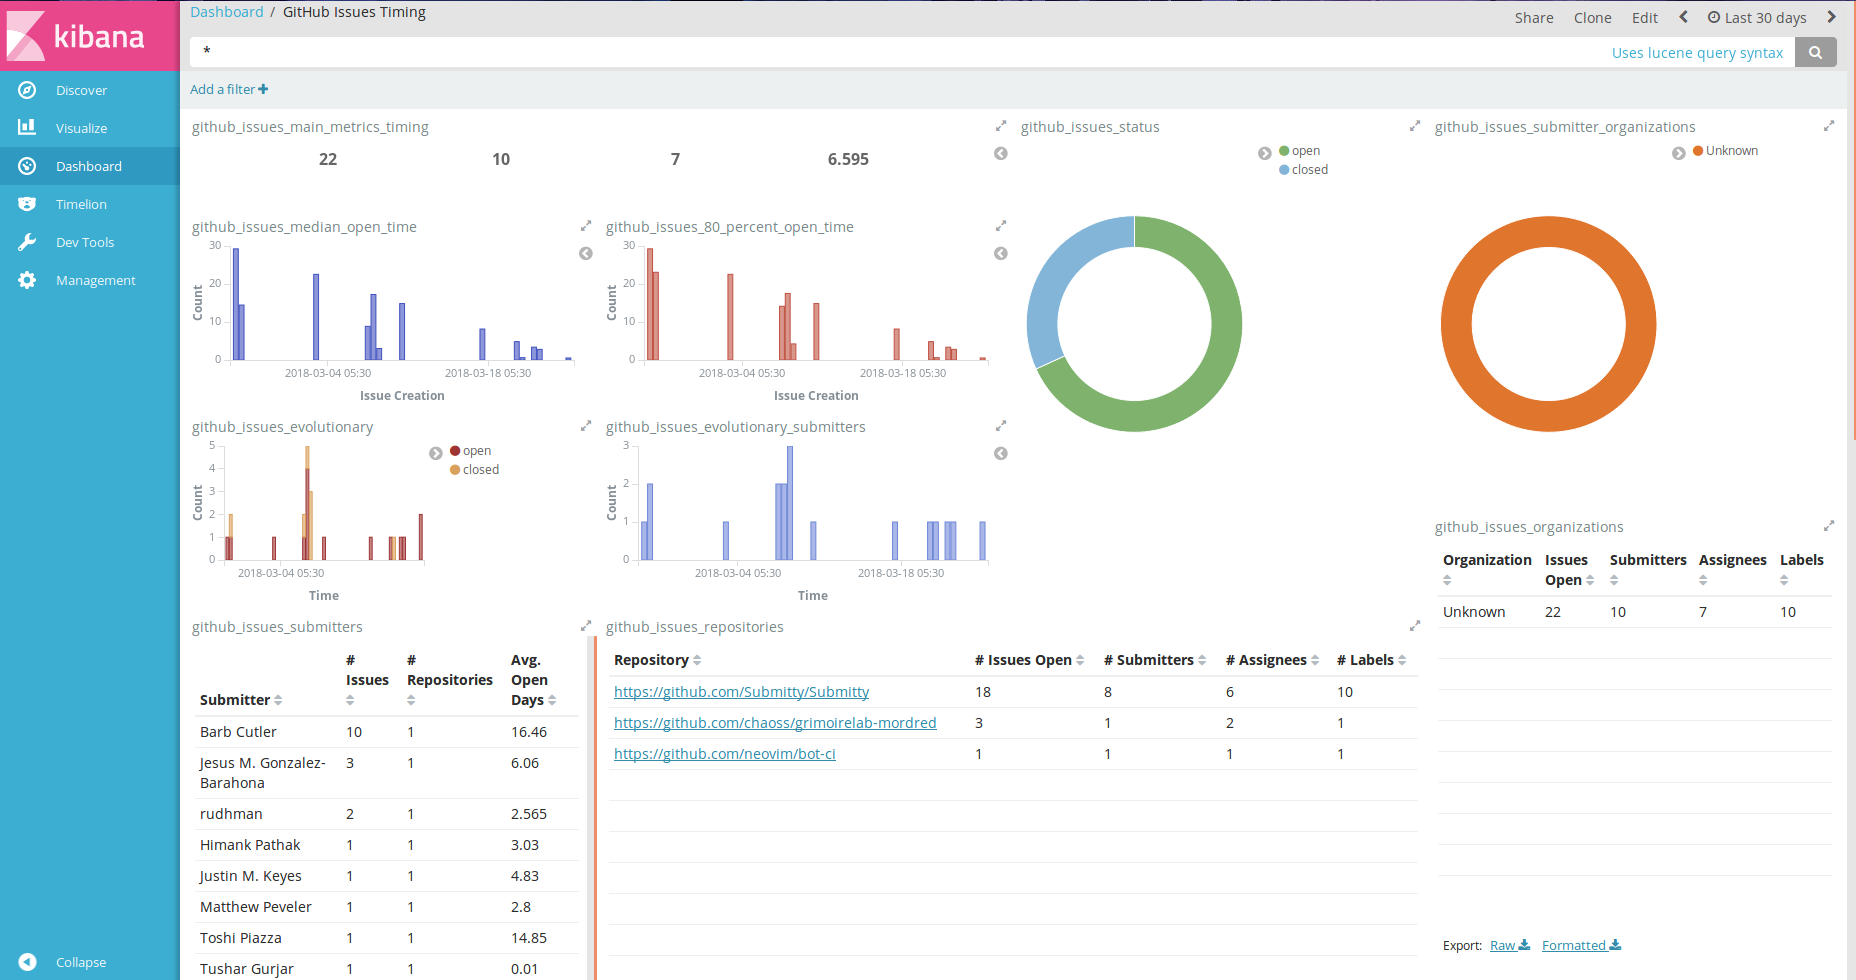 kibana
Discover
Visualize
Dashboard
Timelion
Dev Tools
Management
Collapse
Dashboard / GitHub Issues Timing
Share Clone Edit Last 30 days
*
Uses lucene query syntax
Add a filter
github_issues_main_metrics_timing
22 10 7 6.595
github_issues_status
open
closed
github_issues_submitter_organizations
Unknown
github_issues_median_open_time
30
20
10
0
Count
2018-03-04 05:30 2018-03-18 05:30
Issue Creation
github_issues_80_percent_open_time
30
20
10
0
Count
2018-03-04 05:30 2018-03-18 05:30
Issue Creation
github_issues_evolutionary
5
4
3
2
1
0
Count
2018-03-04 05:30
Time
open
closed
github_issues_evolutionary_submitters
3
2
1
0
Count
2018-03-04 05:30 2018-03-18 05:30
Time
github_issues_organizations
Organization Issues Open Submitters Assignees Labels
Unknown 22 10 7 10
Export: Raw Formatted
github_issues_submitters
Submitter # Issues # Repositories Avg. Open Days
Barb Cutler 10 1 16.46
Jesus M. Gonzalez-
Barahona 3 1 6.06
rudhman 2 1 2.565
Himank Pathak 1 1 3.03
Justin M. Keyes 1 1 4.83
Matthew Peveler 1 1 2.8
Toshi Piazza 1 1 14.85
Tushar Gurjar 1 1 0.01
github_issues_repositories
Repository # Issues Open # Submitters # Assignees # Labels
https://github.com/Submitty/Submitty 18 8 6 10
https://github.com/chaoss/grimoirelab-mordred 3 1 2 1
https://github.com/neovim/bot-ci 1 1 1 1